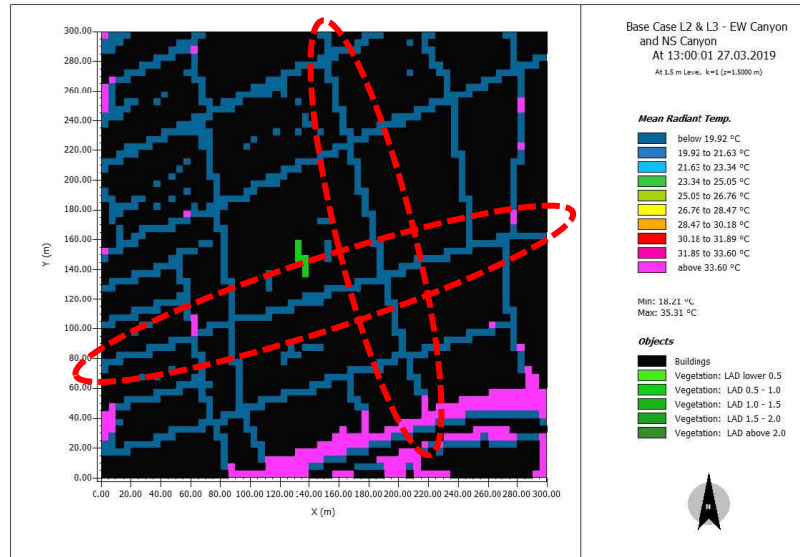 Base Case L2 & L3 - EW Canyon
and NS Canyon
At 13:00:01 27.03.2019
At 1.5 m Level, k=1 (z=1.5000 m)
Mean Radiant Temp.
below 19.92 °C
19.92 to 21.63 °C
21.63 to 23.34 °C
23.34 to 25.05 °C
25.05 to 26.76 °C
26.76 to 28.47 °C
28.47 to 30.18 °C
30.18 to 31.89 °C
31.89 to 33.60 °C
above 33.60 °C
Min: 18.21 °C
Max: 35.31 °C
Objects
Buildings
Vegetation: LAD lower 0.5
Vegetation: LAD 0.5 - 1.0
Vegetation: LAD 1.0 - 1.5
Vegetation: LAD 1.5 - 2.0
Vegetation: LAD above 2.0
N
300.00
280.00
260.00
240.00
220.00
200.00
180.00
160.00
140.00
120.00
100.00
80.00
60.00
40.00
20.00
0.00
Y (m)
0.00 20.00 40.00 60.00 80.00 100.00 120.00 140.00 160.00 180.00 200.00 220.00 240.00 260.00 280.00 300.00
X (m)